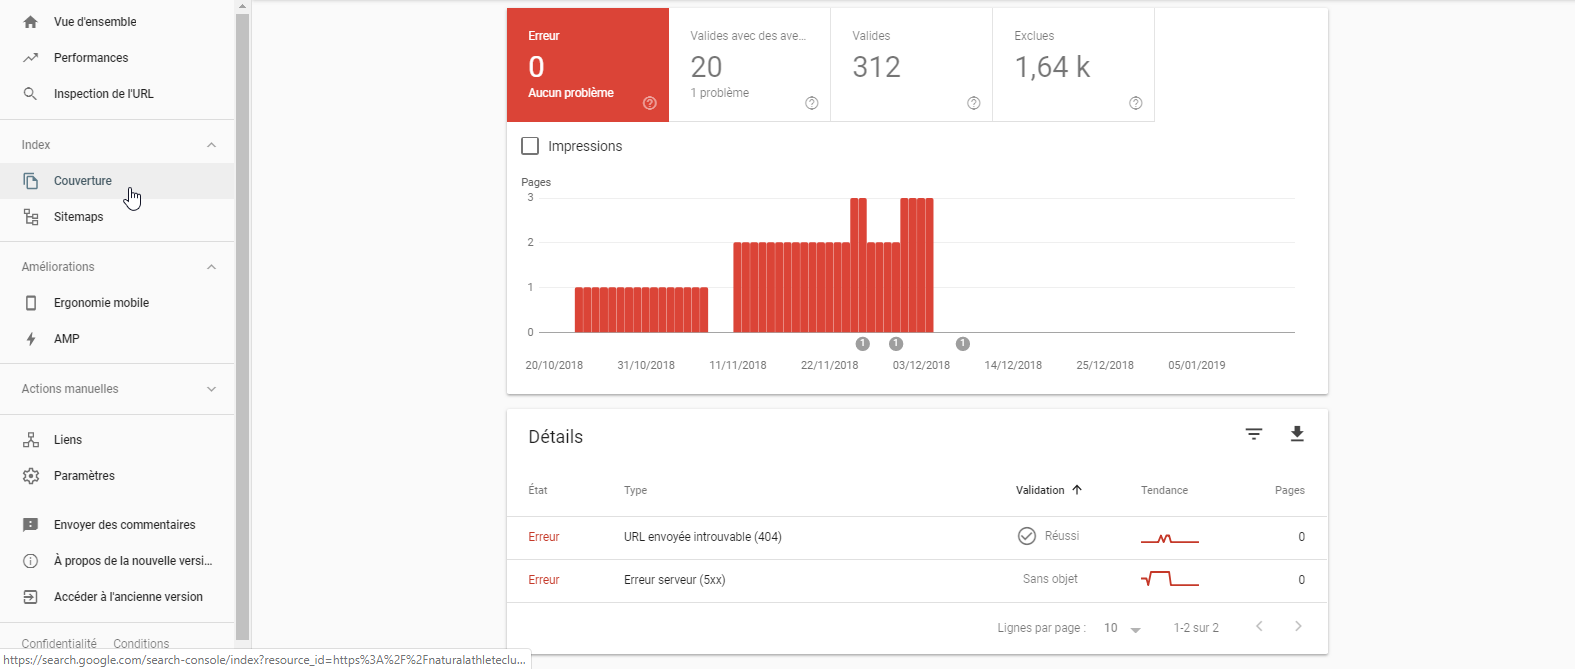 Vue d'ensemble
Performances
Inspection de l'URL
Index
Couverture
Sitemaps
Améliorations
Ergonomie mobile
AMP
Actions manuelles
Liens
Paramètres
Envoyer des commentaires
À propos de la nouvelle versi...
Accéder à l'ancienne version
Confidentialité Conditions
https://search.google.com/search-console/index?resource_id=https%3A%2F%2Fnaturalathleteclu...
Erreur
0
Aucun problème
Valides avec des ave...
20
1 problème
Valides
312
Exclues
1,64 k
Impressions
Pages
3
2
1
0
1 1 1
20/10/2018 31/10/2018 11/11/2018 22/11/2018 03/12/2018 14/12/2018 25/12/2018 05/01/2019
Détails
État Type Validation Tendance Pages
Erreur URL envoyée introuvable (404) Réussi 0
Erreur Erreur serveur (5xx) Sans objet 0
Lignes par page : 10 1-2 sur 2